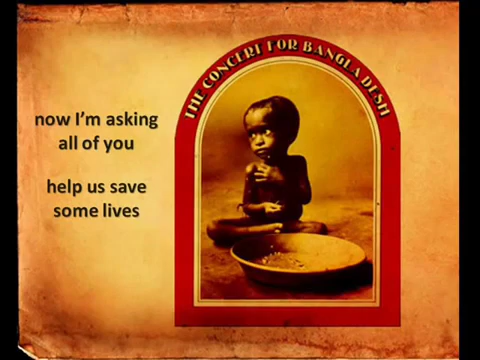 THE CONCERT FOR BANGLA DESH
now I'm asking
all of you
help us save
some lives